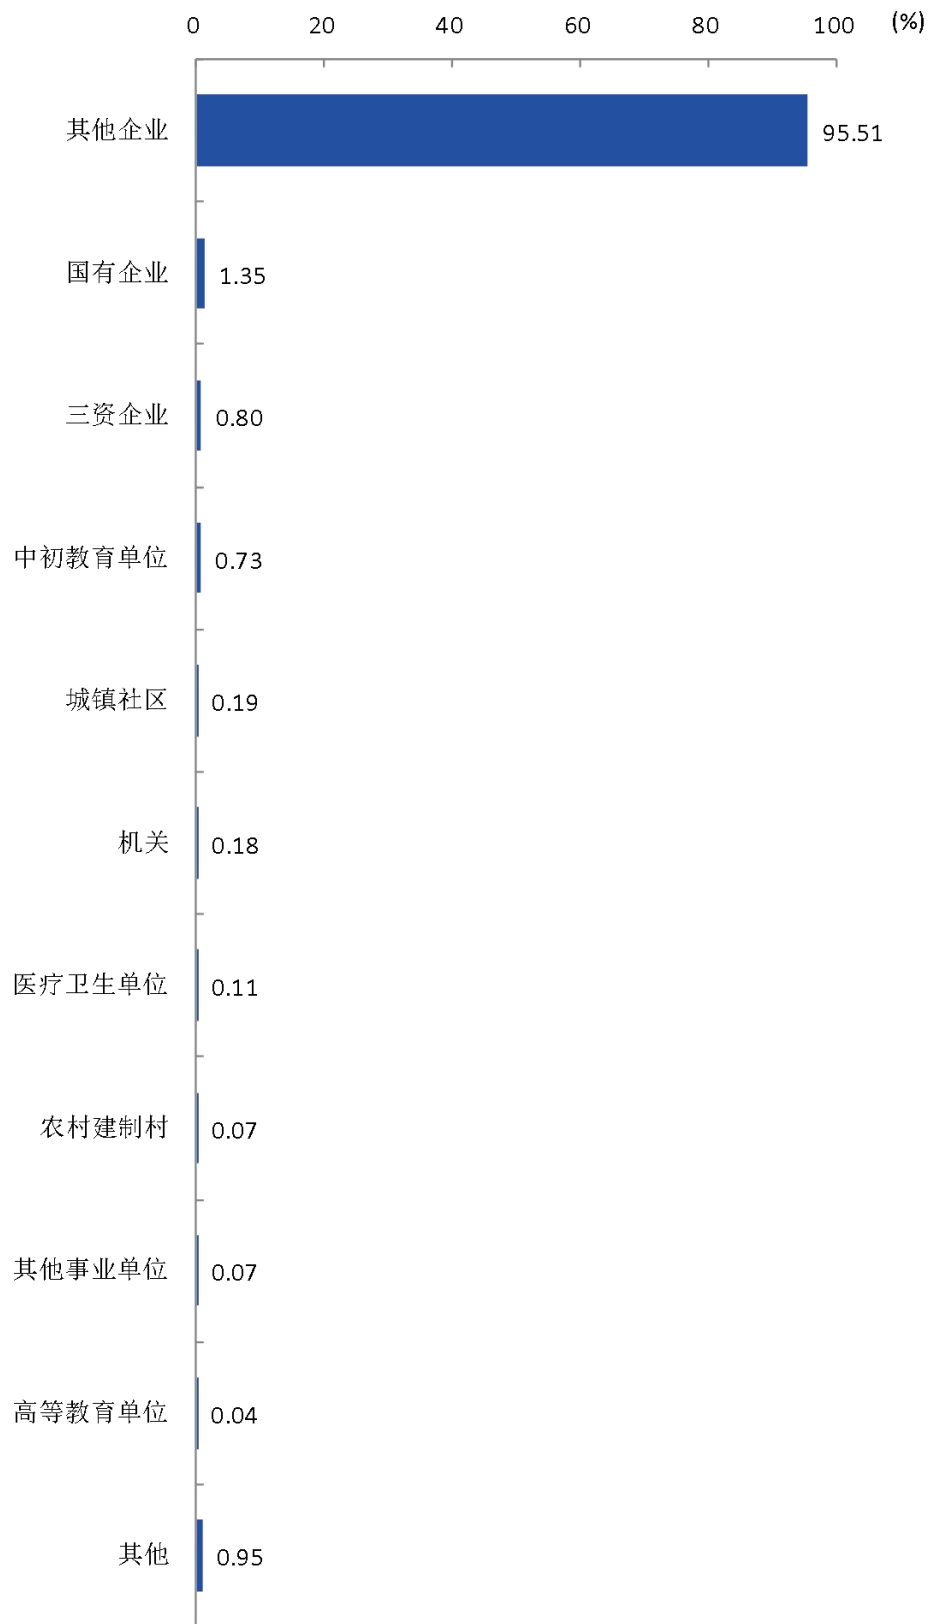 0 20 40 60 80 100 (%)
其他企业 95.51
国有企业 1.35
三资企业 0.80
中初教育单位 0.73
城镇社区 0.19
机关 0.18
医疗卫生单位 0.11
农村建制村 0.07
其他事业单位 0.07
高等教育单位 0.04
其他 0.95